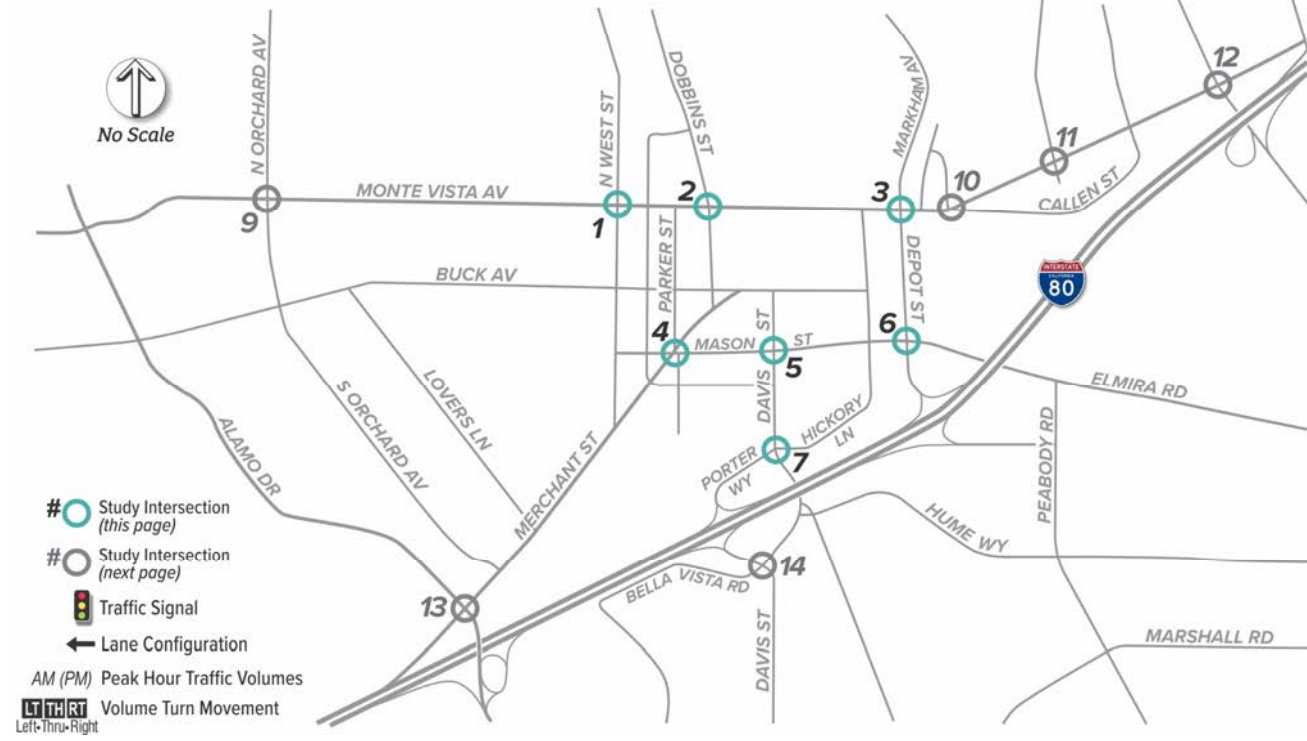 No Scale
N ORCHARD AV
N WEST ST
DOBBINS ST
MARKHAM AV
12
11
10
CALLEN ST
MONTE VISTA AV
9
1
2
3
PARKER ST
DEPOT ST
INTERSTATE
CALIFORNIA
80
BUCK AV
4
MASON ST
5
6
DAVIS ST
ELMIRA RD
LOVERS LN
S ORCHARD AV
ALAMO DR
MERCHANT ST
HICKORY LN
PORTER WY
7
PEABODY RD
HUME WY
14
BELLA VISTA RD
DAVIS ST
13
MARSHALL RD
# Study Intersection
(this page)
# Study Intersection
(next page)
Traffic Signal
Lane Configuration
AM (PM) Peak Hour Traffic Volumes
LT TH RT Volume Turn Movement
Left•Thru•Right